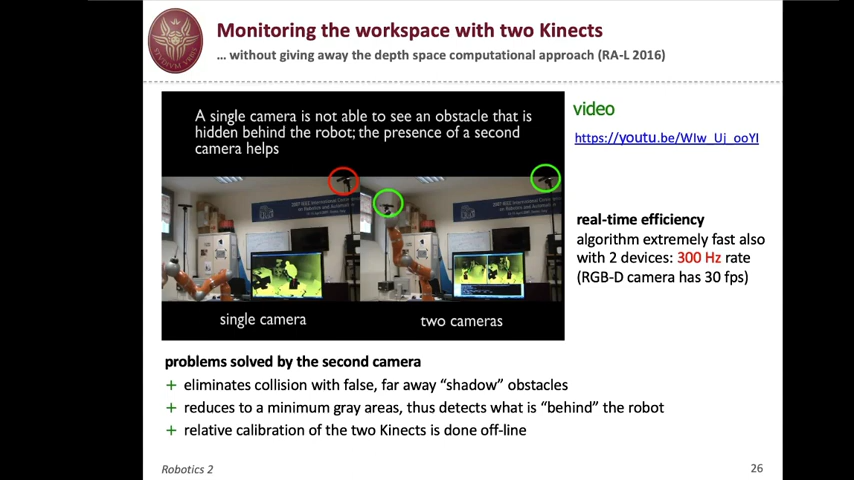 Monitoring the workspace with two Kinects
… without giving away the depth space computational approach (RA-L 2016)
A single camera is not able to see an obstacle that is
hidden behind the robot; the presence of a second
camera helps
single camera
two cameras
video
https://youtu.be/WIw_Uj_ooYI
real-time efficiency
algorithm extremely fast also
with 2 devices: 300 Hz rate
(RGB-D camera has 30 fps)
problems solved by the second camera
+ eliminates collision with false, far away “shadow” obstacles
+ reduces to a minimum gray areas, thus detects what is “behind” the robot
+ relative calibration of the two Kinects is done off-line
Robotics 2
26